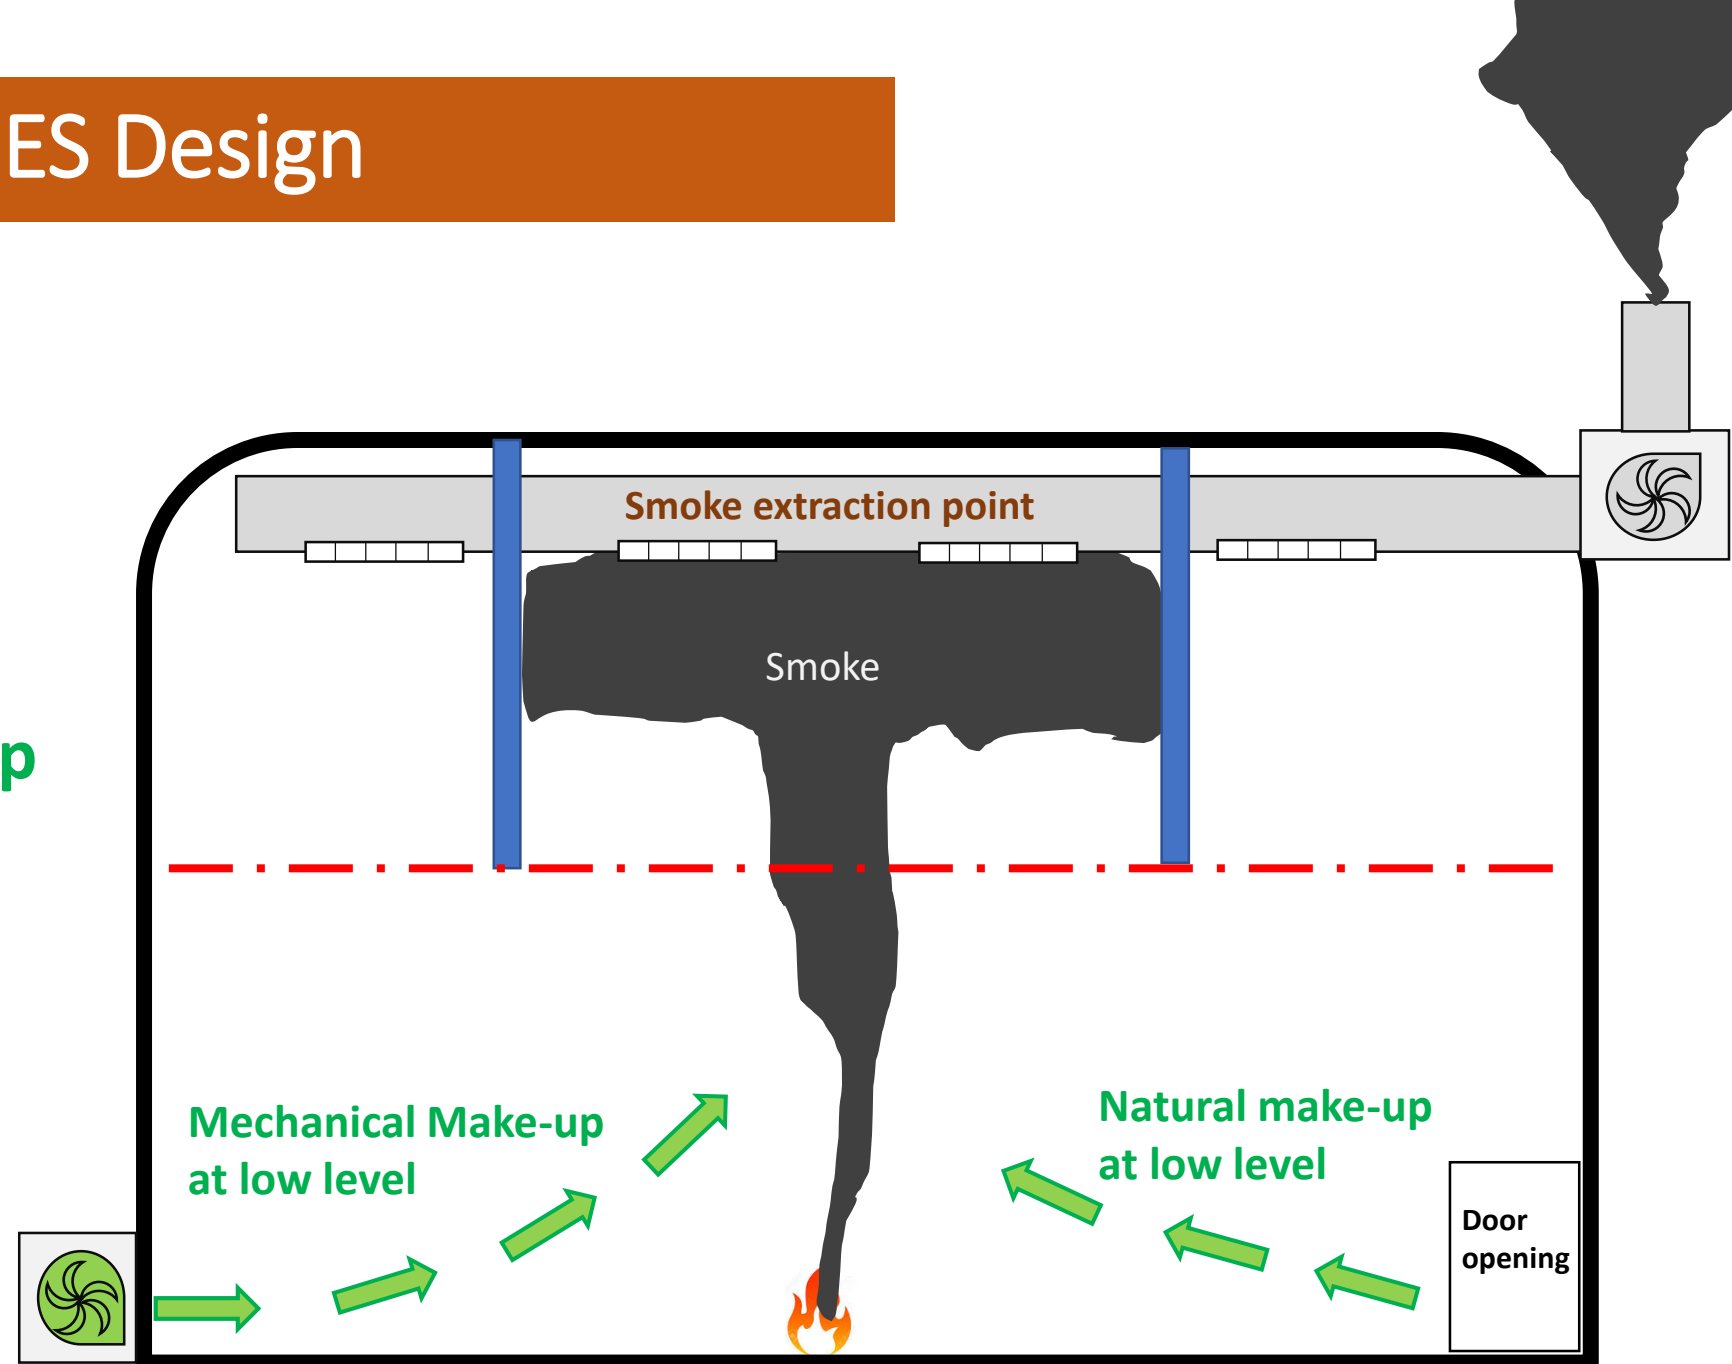 ES Design
Smoke extraction point
Smoke
p
Mechanical Make-up
at low level
Natural make-up
at low level
Door
opening